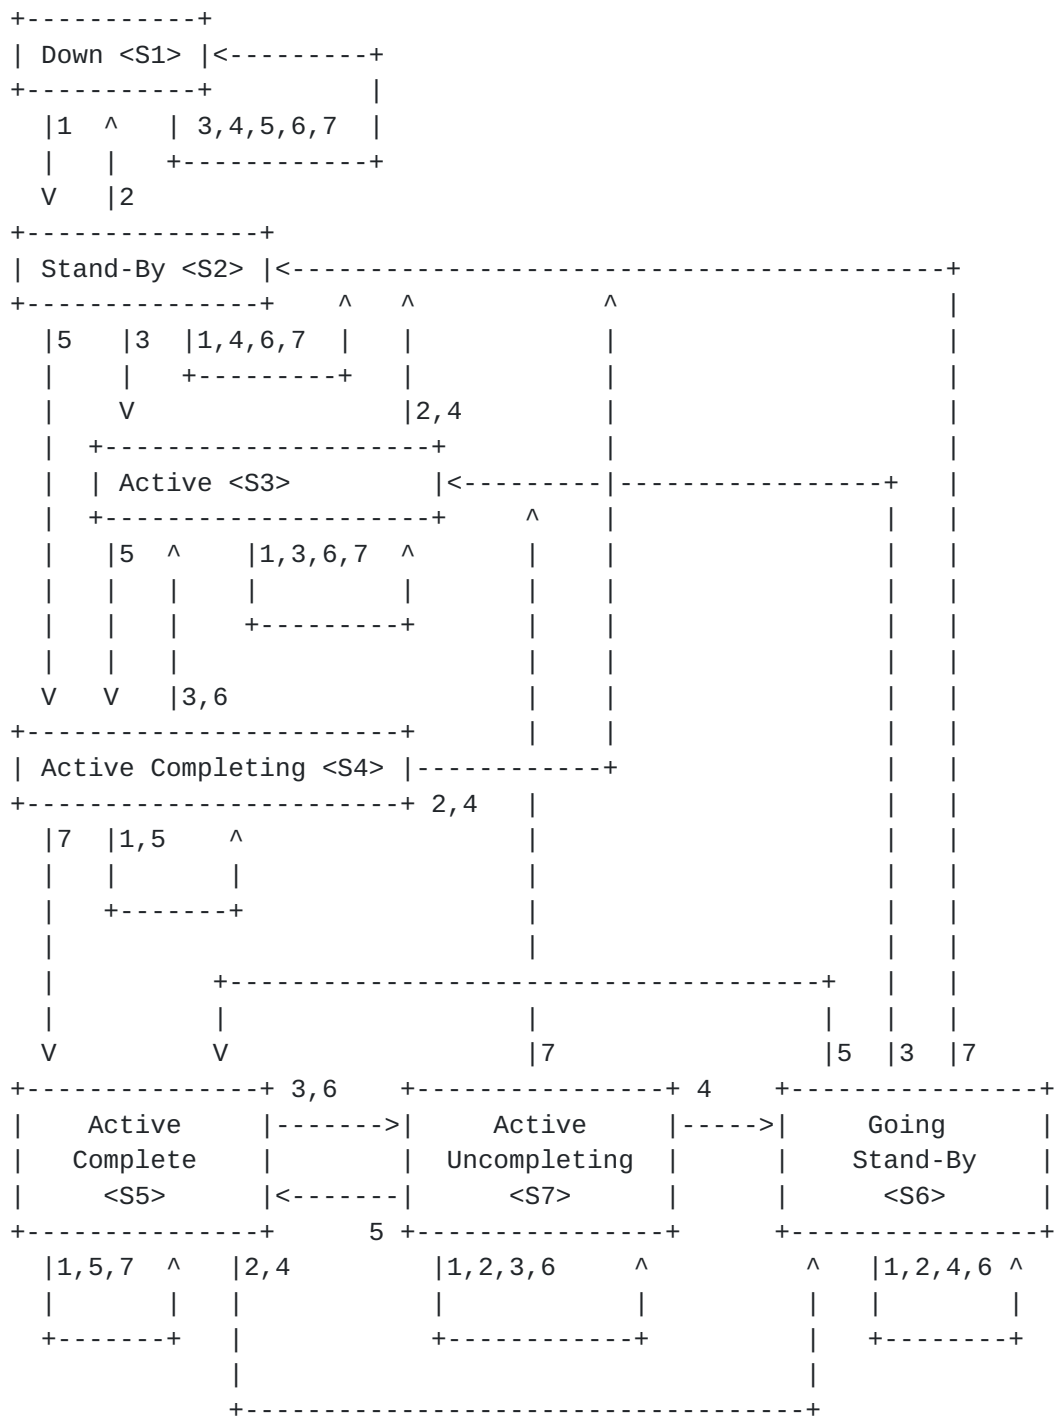 +-----------+
| Down <S1> |<---------+
+-----------+          |
  |1  ^   | 3,4,5,6,7  |
  |   |   +------------+
  V   |2
+---------------+
| Stand-By <S2> |<------------------------------------------+
+---------------+    ^   ^            ^                     |
  |5   |3  |1,4,6,7  |   |            |                     |
  |    |   +---------+   |            |                     |
  |    V                 |2,4         |                     |
  |  +---------------------+          |                     |
  |  | Active <S3>         |<---------|-----------------+   |
  |  +---------------------+     ^    |                 |   |
  |   |5  ^    |1,3,6,7  ^       |    |                 |   |
  |   |   |    |         |       |    |                 |   |
  |   |   |    +---------+       |    |                 |   |
  |   |   |                      |    |                 |   |
  V   V   |3,6                   |    |                 |   |
+------------------------+       |    |                 |   |
| Active Completing <S4> |------------+                 |   |
+------------------------+ 2,4   |                      |   |
  |7  |1,5    ^                  |                      |   |
  |   |       |                  |                      |   |
  |   +-------+                  |                      |   |
  |                              |                      |   |
  |          +--------------------------------------+   |   |
  |          |                   |                  |   |   |
  V          V                   |7                 |5  |3  |7
+---------------+ 3,6    +----------------+ 4    +----------------+
|    Active     |------->|     Active     |----->|     Going      |
|   Complete    |        |  Uncompleting  |      |    Stand-By    |
|     <S5>      |<-------|      <S7>      |      |      <S6>      |
+---------------+      5 +----------------+      +----------------+
  |1,5,7  ^   |2,4         |1,2,3,6     ^          ^   |1,2,4,6 ^
  |       |   |            |            |          |   |        |
  +-------+   |            +------------+          |   +--------+
              |                                    |
              +------------------------------------+